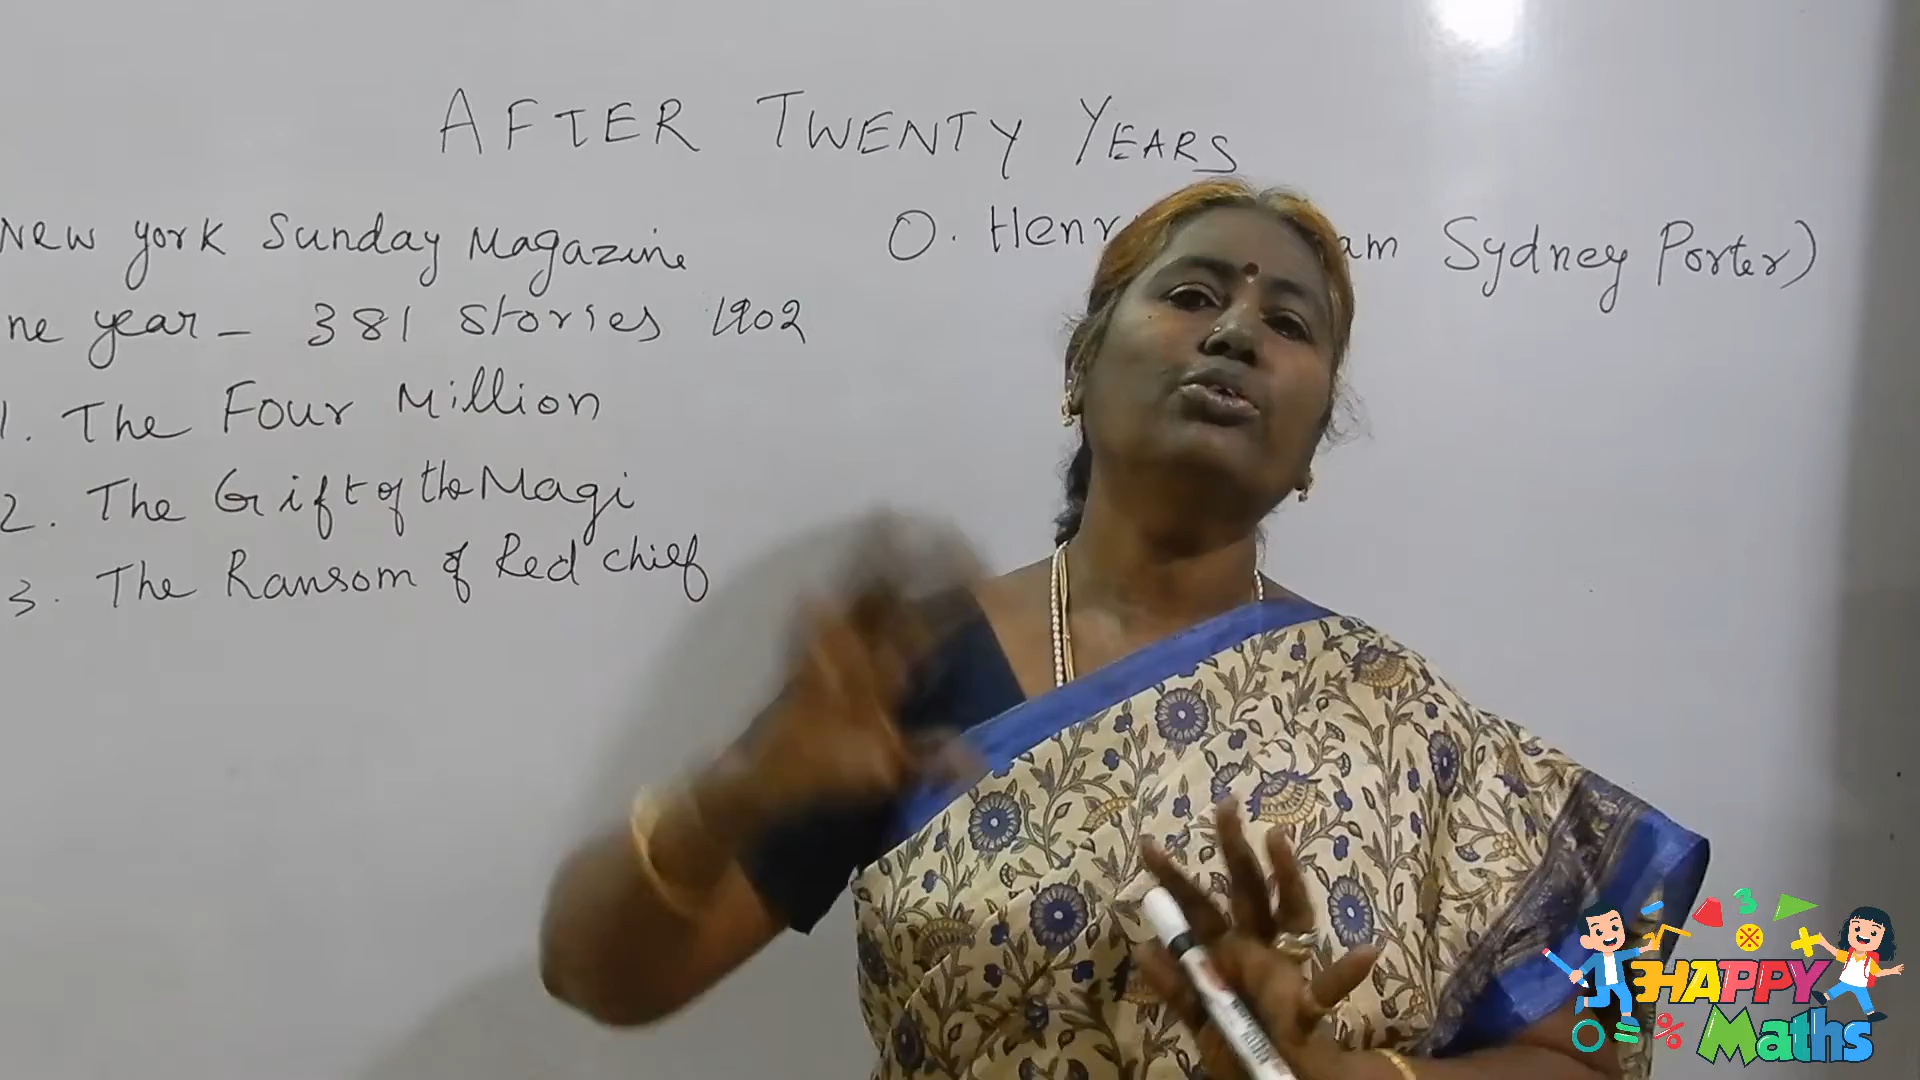 AFTER TWENTY YEARS
New york Sunday Magazine
ne year - 381 stories 1902
1. The Four Million
2. The Gift of the Magi
3. The Ransom of Red chief
O. Henr am Sydney Porter)
HAPPY
Maths